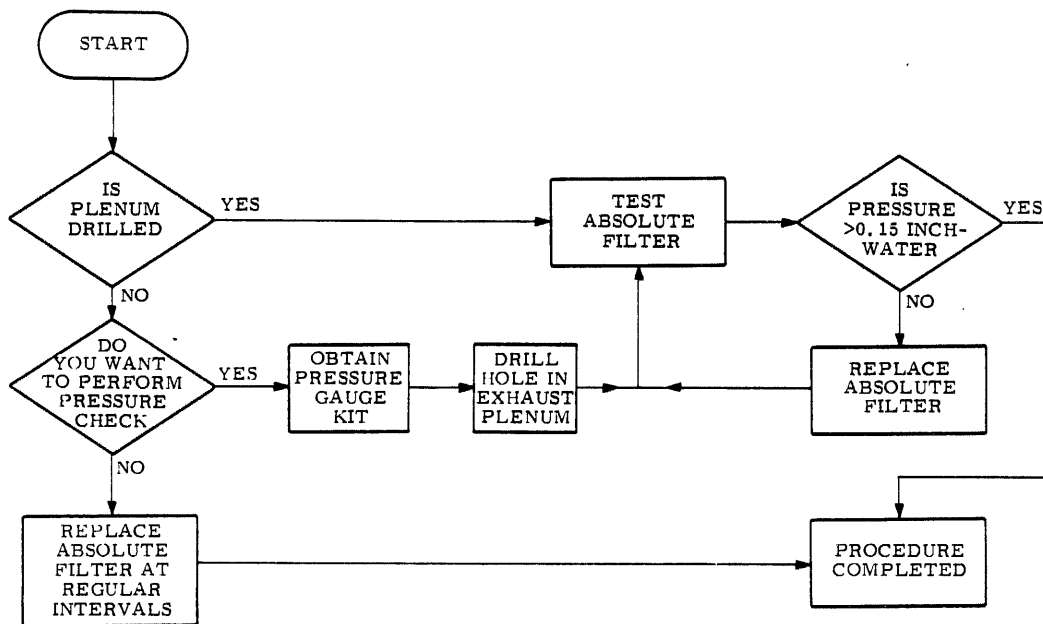 START
IS
PLENUM
DRILLED
YES
TEST
ABSOLUTE
FILTER
IS
PRESSURE
>0.15 INCH-
WATER
YES
NO
NO
DO
YOU WANT
TO PERFORM
PRESSURE
CHECK
YES
OBTAIN
PRESSURE
GAUGE
KIT
DRILL
HOLE IN
EXHAUST
PLENUM
REPLACE
ABSOLUTE
FILTER
NO
REPLACE
ABSOLUTE
FILTER AT
REGULAR
INTERVALS
PROCEDURE
COMPLETED